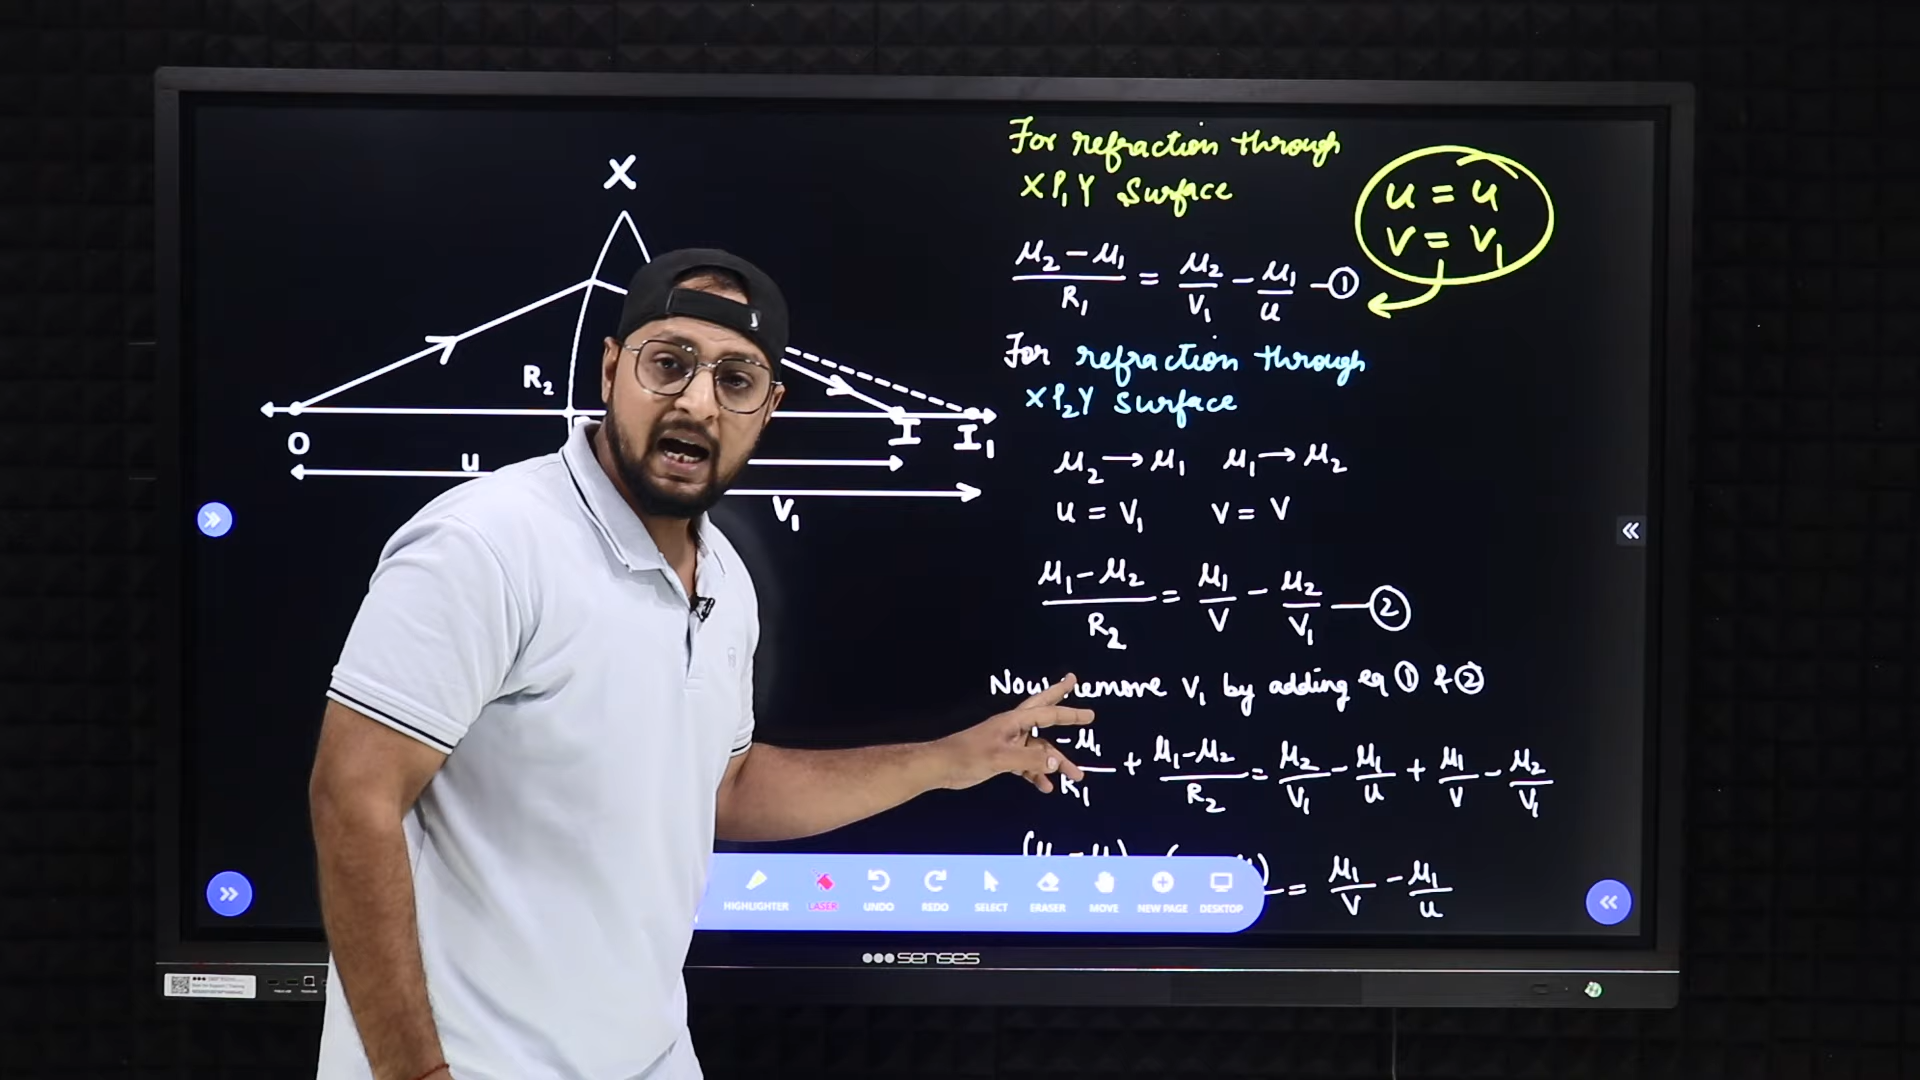 X
R₂
O
I
I₁
u
V₁
For refraction through
XP₁Y Surface
u = u
v = v₁
μ₂ - μ₁ / R₁ = μ₂ / V₁ - μ₁ / u - ①
For refraction through
XP₂Y Surface
μ₂ → μ₁ μ₁ → μ₂
u = V₁ v = v
μ₁ - μ₂ / R₂ = μ₁ / V - μ₂ / V₁ - ②
Now remove V₁ by adding eq ① & ②
- μ₁ / R₁ + μ₁ - μ₂ / R₂ = μ₂ / V₁ - μ₁ / u + μ₁ / V - μ₂ / V₁
= μ₁ / V - μ₁ / u
HIGHLIGHTER LASER UNDO REDO SELECT ERASER MOVE NEW PAGE DESKTOP
senses